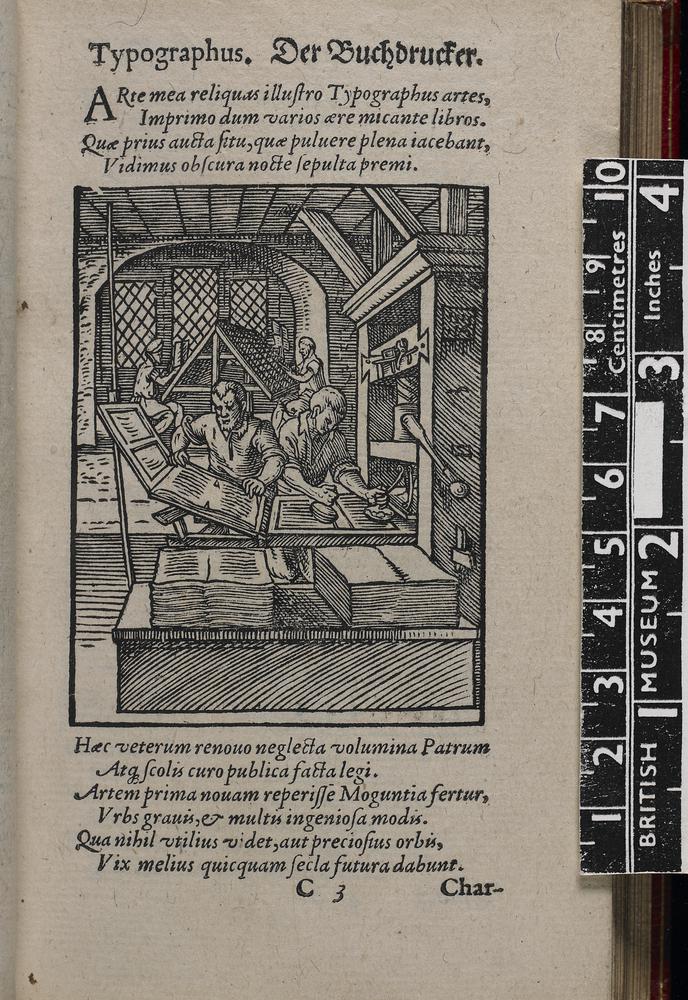 Typographus. Der Buchdrucker.
ARte mea reliquas illuſtro Typographus artes,
Imprimo dum varios ære micante libros.
Quæ prius aucta ſitu, quæ puluere plena iacebant,
Vidimus obſcura nocte ſepulta premi.
Hæc veterum renouo neglecta volumina Patrum
Atq́ ſcolis curo publica facta legi.
Artem prima nouam reperiſſe Moguntia fertur,
Vrbs grauis, & multis ingenioſa modis.
Qua nihil vtilius videt, aut precioſius orbis,
Vix melius quicquam ſecla futura dabunt.
C 3 Char-
1 2 3 4 5 6 7 8 9 10 Centimetres
BRITISH 1 MUSEUM 2 3 Inches 4